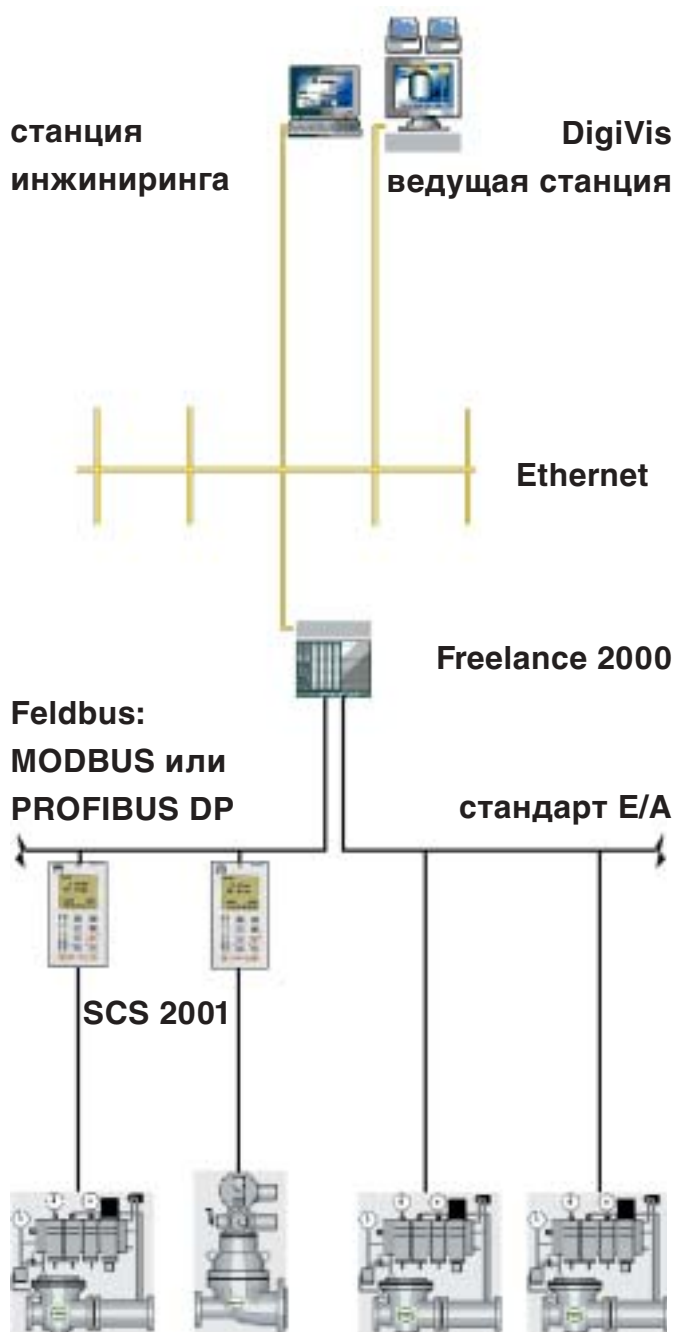 станция
инжиниринга
DigiVis
ведущая станция
Ethernet
Freelance 2000
Feldbus:
MODBUS или
PROFIBUS DP
стандарт E/A
SCS 2001